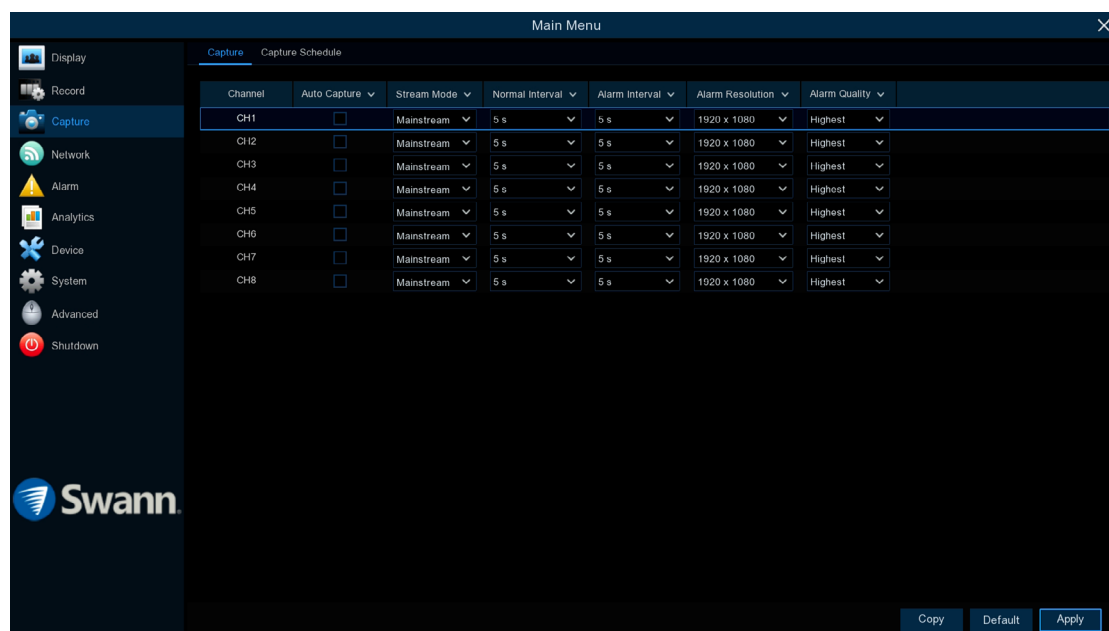 Main Menu
Display
Record
Capture
Network
Alarm
Analytics
Device
System
Advanced
Shutdown
Swann.
Capture Capture Schedule
Channel Auto Capture Stream Mode Normal Interval Alarm Interval Alarm Resolution Alarm Quality
CH1 Mainstream 5 s 5 s 1920 x 1080 Highest
CH2 Mainstream 5 s 5 s 1920 x 1080 Highest
CH3 Mainstream 5 s 5 s 1920 x 1080 Highest
CH4 Mainstream 5 s 5 s 1920 x 1080 Highest
CH5 Mainstream 5 s 5 s 1920 x 1080 Highest
CH6 Mainstream 5 s 5 s 1920 x 1080 Highest
CH7 Mainstream 5 s 5 s 1920 x 1080 Highest
CH8 Mainstream 5 s 5 s 1920 x 1080 Highest
Copy Default Apply